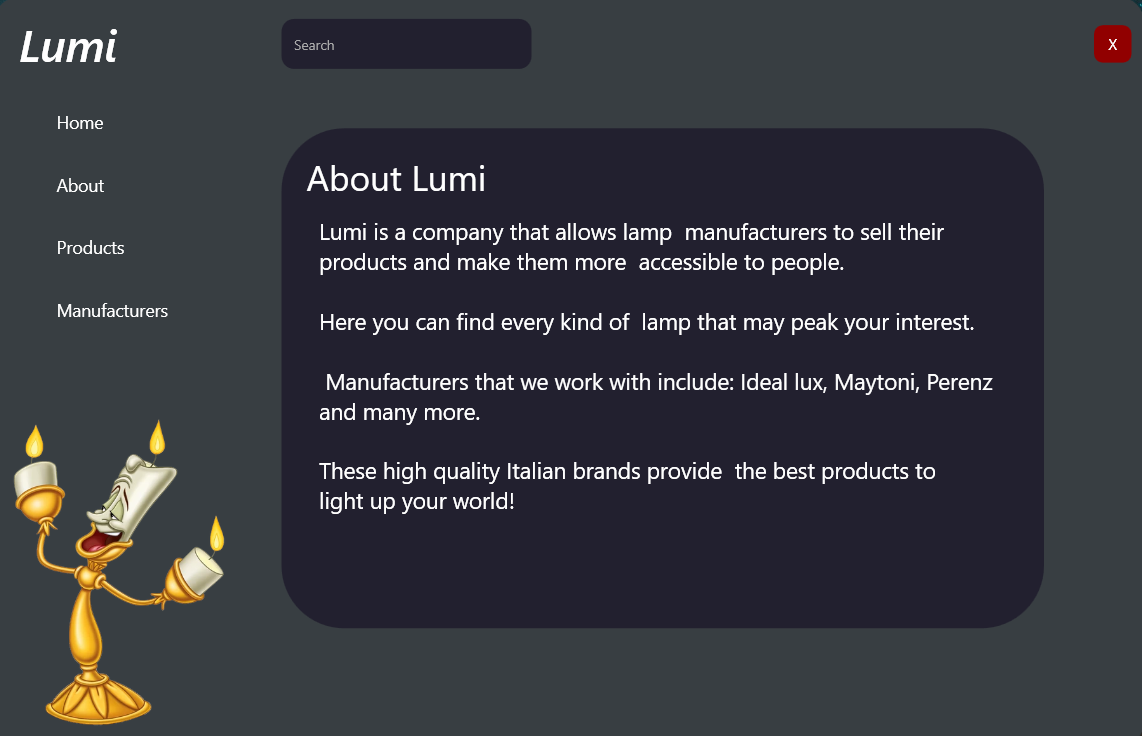 Lumi
Search
X
Home
About
Products
Manufacturers
About Lumi
Lumi is a company that allows lamp  manufacturers to sell their
products and make them more  accessible to people.
Here you can find every kind of  lamp that may peak your interest.
Manufacturers that we work with include: Ideal lux, Maytoni, Perenz
and many more.
These high quality Italian brands provide  the best products to
light up your world!